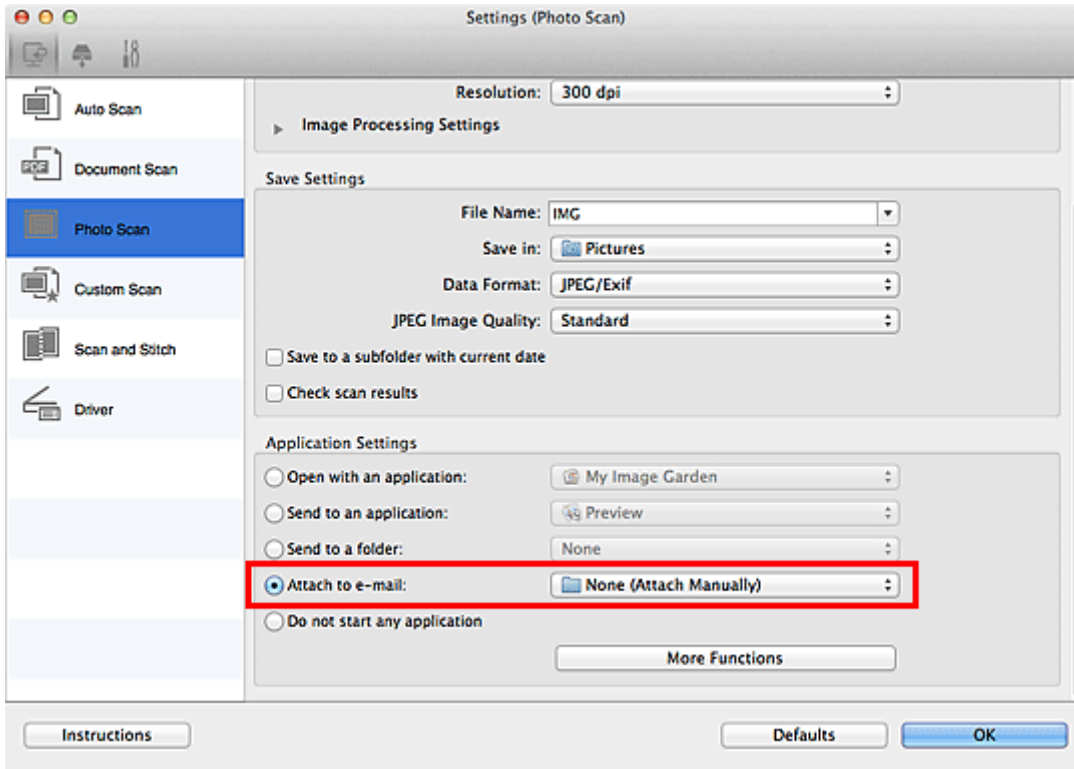 Settings (Photo Scan)
Auto Scan
Document Scan
Photo Scan
Custom Scan
Scan and Stitch
Driver
Resolution: 300 dpi
Image Processing Settings
Save Settings
File Name: IMG
Save in: Pictures
Data Format: JPEG/Exif
JPEG Image Quality: Standard
Save to a subfolder with current date
Check scan results
Application Settings
Open with an application: My Image Garden
Send to an application: Preview
Send to a folder: None
Attach to e-mail: None (Attach Manually)
Do not start any application
More Functions
Instructions Defaults OK